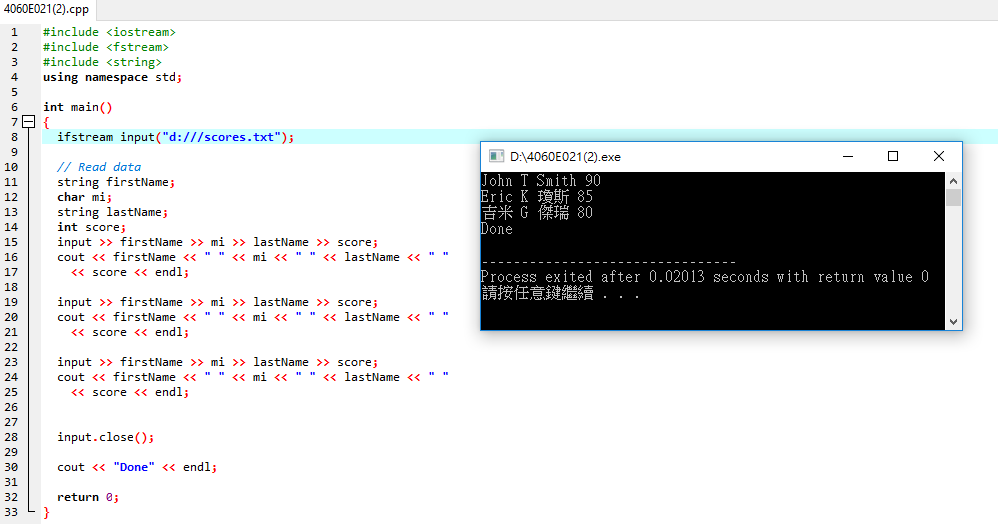 4060E021(2).cpp
1 #include <iostream>
2 #include <fstream>
3 #include <string>
4 using namespace std;
5
6 int main()
7 {
8 ifstream input("d:///scores.txt");
9
10 // Read data
11 string firstName;
12 char mi;
13 string lastName;
14 int score;
15 input >> firstName >> mi >> lastName >> score;
16 cout << firstName << " " << mi << " " << lastName << " "
17 << score << endl;
18
19 input >> firstName >> mi >> lastName >> score;
20 cout << firstName << " " << mi << " " << lastName << " "
21 << score << endl;
22
23 input >> firstName >> mi >> lastName >> score;
24 cout << firstName << " " << mi << " " << lastName << " "
25 << score << endl;
26
27
28 input.close();
29
30 cout << "Done" << endl;
31
32 return 0;
33 }
D:\4060E021(2).exe
John T Smith 90
Eric K 瓊斯 85
吉米 G 傑瑞 80
Done
--------------------------------
Process exited after 0.02013 seconds with return value 0
請按任意鍵繼續 . . .